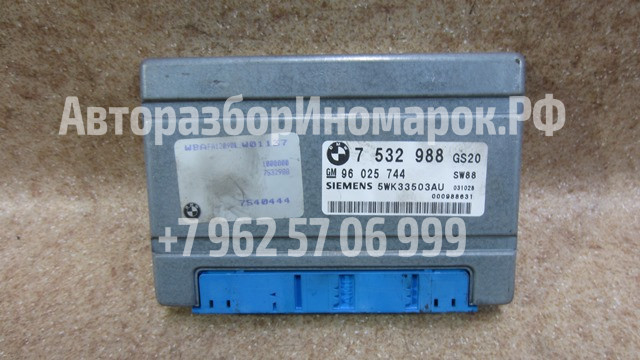 АвторазборИномарок.РФ
7 532 988 GS20
GM 96 025 744 SW88
SIEMENS 5WK33503AU 031028
000988631
7540444
+7 962 57 06 999